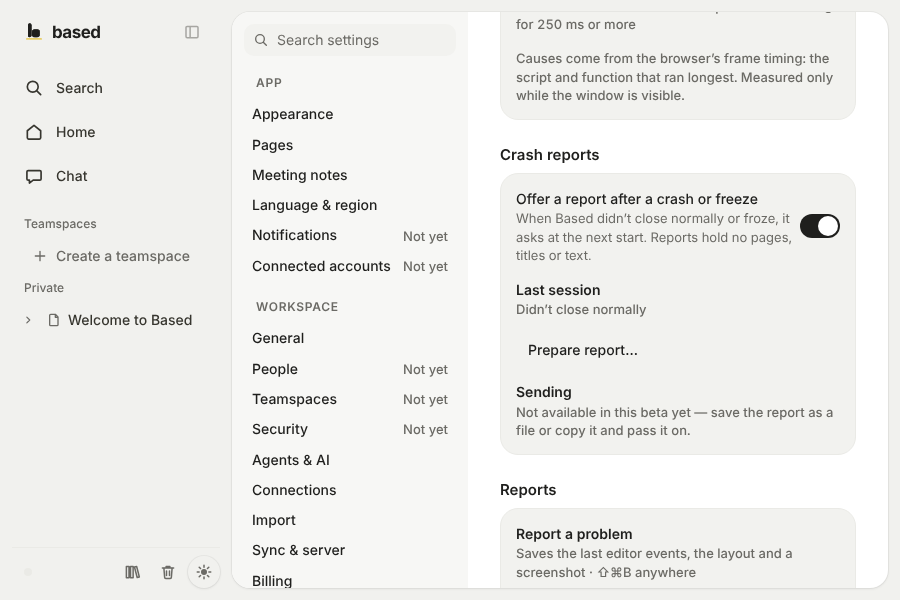 based
Search
Home
Chat
Teamspaces
Create a teamspace
Private
Welcome to Based
Search settings
APP
Appearance
Pages
Meeting notes
Language & region
Notifications Not yet
Connected accounts Not yet
WORKSPACE
General
People Not yet
Teamspaces Not yet
Security Not yet
Agents & AI
Connections
Import
Sync & server
Billing
for 250 ms or more
Causes come from the browser’s frame timing: the
script and function that ran longest. Measured only
while the window is visible.
Crash reports
Offer a report after a crash or freeze
When Based didn’t close normally or froze, it
asks at the next start. Reports hold no pages,
titles or text.
Last session
Didn’t close normally
Prepare report…
Sending
Not available in this beta yet — save the report as a
file or copy it and pass it on.
Reports
Report a problem
Saves the last editor events, the layout and a
screenshot · ⇧⌘B anywhere